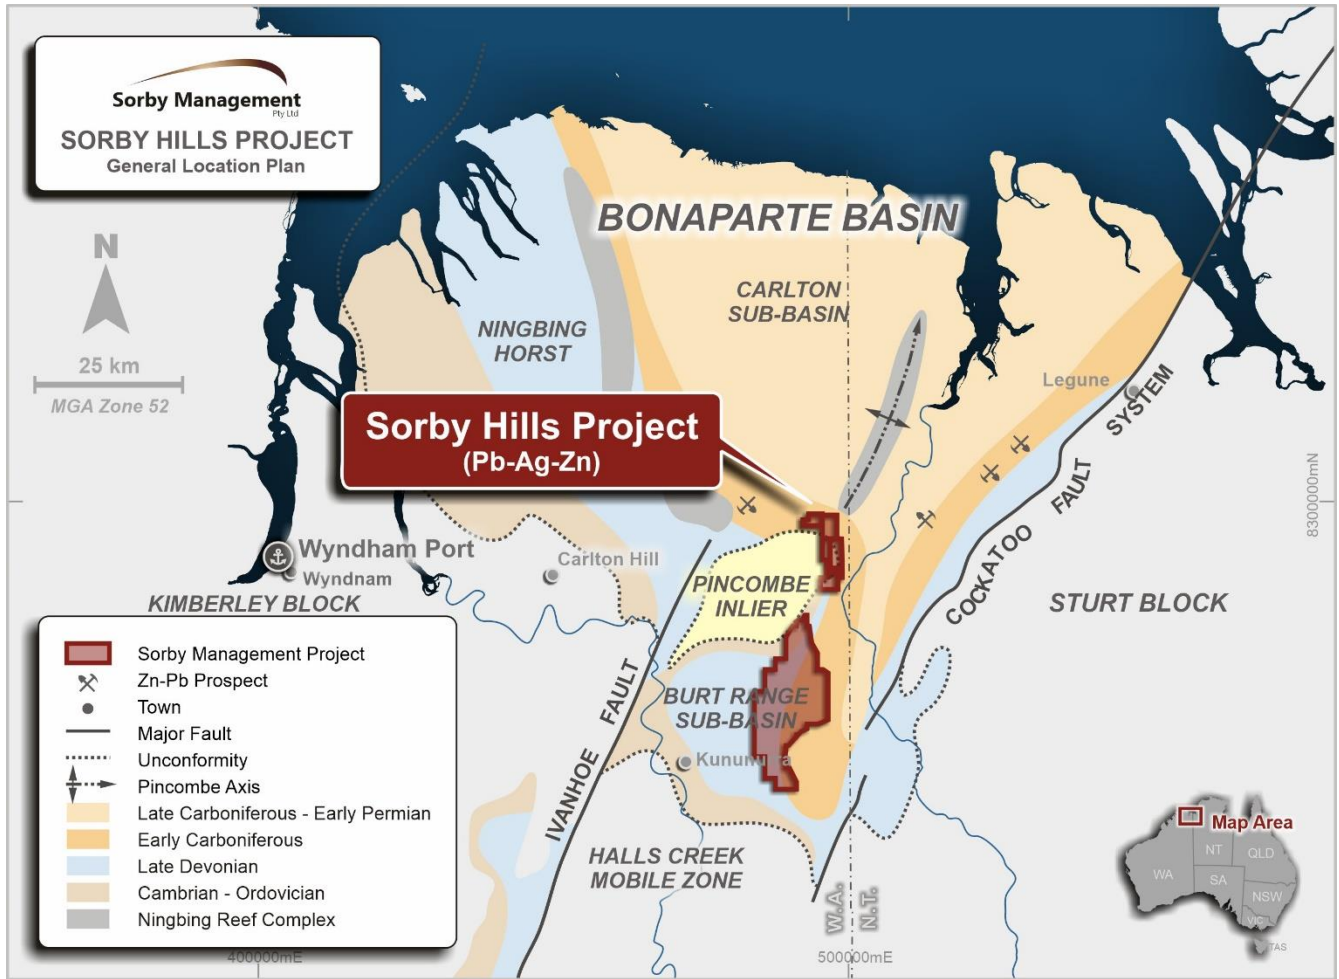 Sorby Management
Pty Ltd
SORBY HILLS PROJECT
General Location Plan
N
25 km
MGA Zone 52
BONAPARTE BASIN
CARLTON
SUB-BASIN
NINGBING
HORST
Legune
Sorby Hills Project
(Pb-Ag-Zn)
COCKATOO FAULT SYSTEM
8300000mN
Wyndham Port
Wyndnam
Carlton Hill
KIMBERLEY BLOCK
PINCOMBE
INLIER
STURT BLOCK
IVANHOE FAULT
BURT RANGE
SUB-BASIN
Kununurra
HALLS CREEK
MOBILE ZONE
W.A.
N.T.
Sorby Management Project
Zn-Pb Prospect
Town
Major Fault
Unconformity
Pincombe Axis
Late Carboniferous - Early Permian
Early Carboniferous
Late Devonian
Cambrian - Ordovician
Ningbing Reef Complex
400000mE
500000mE
Map Area
WA
NT
QLD
SA
NSW
VIC
TAS